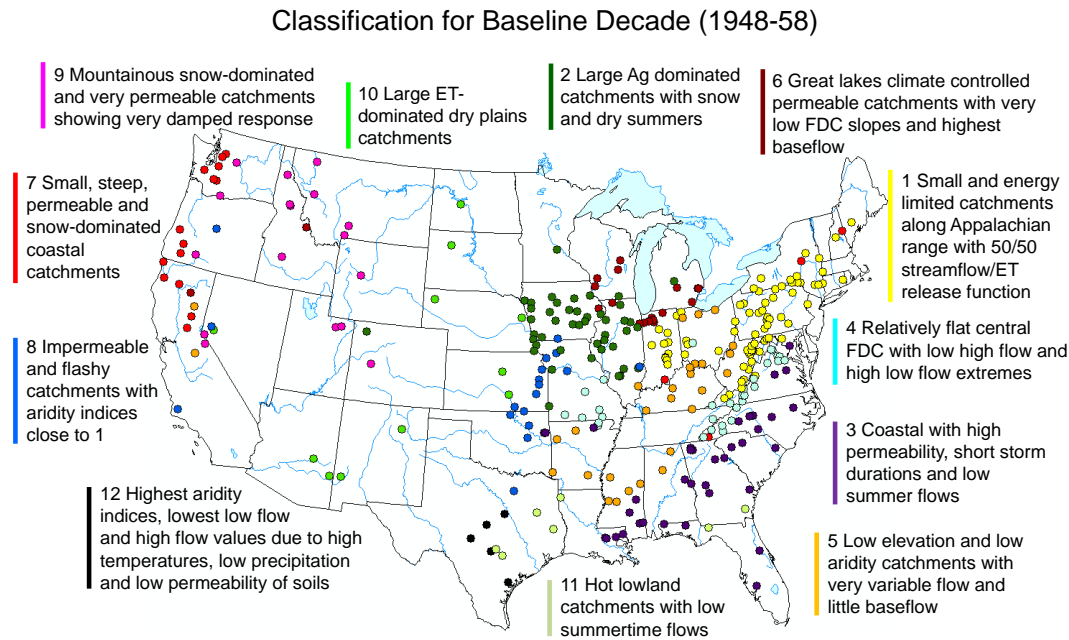 Classification for Baseline Decade (1948-58)
9 Mountainous snow-dominated
and very permeable catchments
showing very damped response
10 Large ET-
dominated dry plains
catchments
2 Large Ag dominated
catchments with snow
and dry summers
6 Great lakes climate controlled
permeable catchments with very
low FDC slopes and highest
baseflow
7 Small, steep,
permeable and
snow-dominated
coastal
catchments
1 Small and energy
limited catchments
along Appalachian
range with 50/50
streamflow/ET
release function
8 Impermeable
and flashy
catchments with
aridity indices
close to 1
4 Relatively flat central
FDC with low high flow and
high low flow extremes
3 Coastal with high
permeability, short storm
durations and low
summer flows
12 Highest aridity
indices, lowest low flow
and high flow values due to high
temperatures, low precipitation
and low permeability of soils
11 Hot lowland
catchments with low
summertime flows
5 Low elevation and low
aridity catchments with
very variable flow and
little baseflow